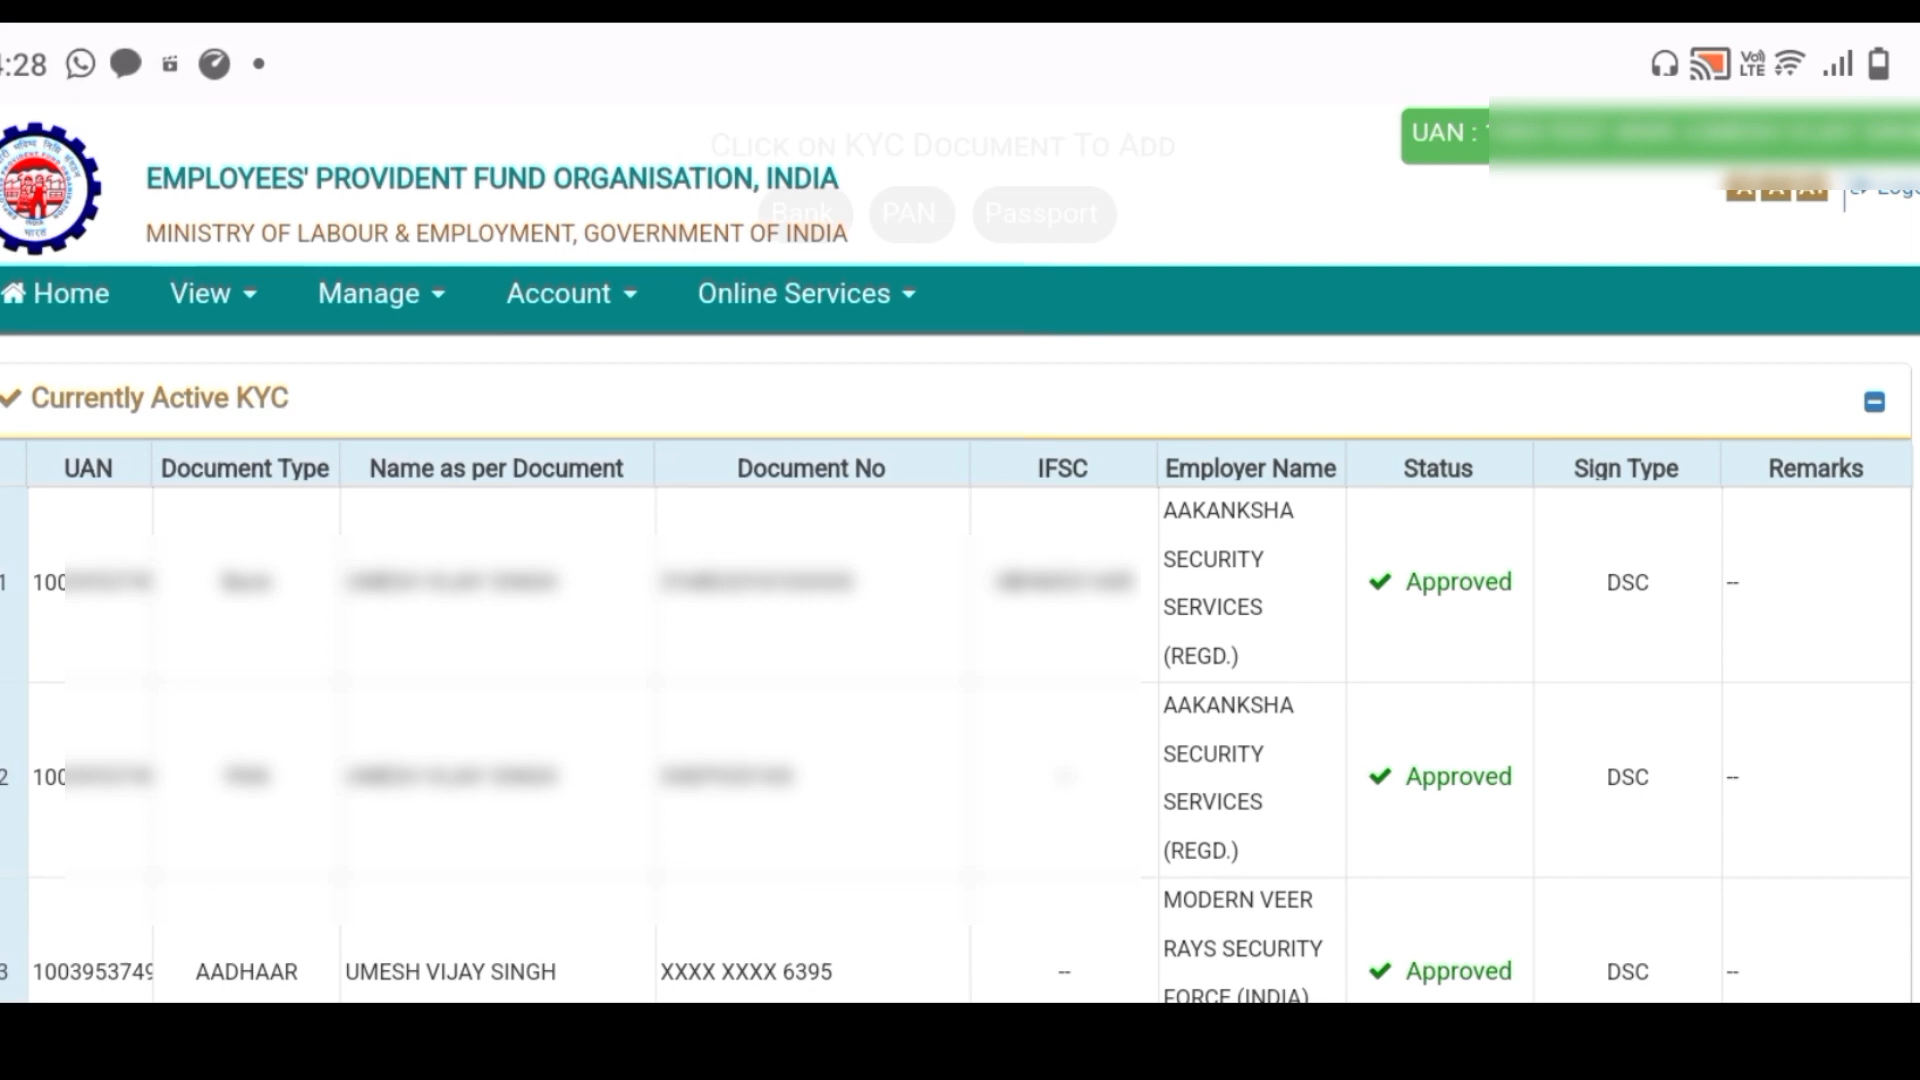 :28
Vo) LTE
CLICK ON KYC DOCUMENT TO ADD
UAN :
EMPLOYEES' PROVIDENT FUND ORGANISATION, INDIA
Bank PAN Passport
MINISTRY OF LABOUR & EMPLOYMENT, GOVERNMENT OF INDIA
Home View Manage Account Online Services
Currently Active KYC
UAN Document Type Name as per Document Document No IFSC Employer Name Status Sign Type Remarks
AAKANKSHA
SECURITY
1 100 Approved DSC --
SERVICES
(REGD.)
AAKANKSHA
SECURITY
2 100 Approved DSC --
SERVICES
(REGD.)
MODERN VEER
RAYS SECURITY
3 1003953749 AADHAAR UMESH VIJAY SINGH XXXX XXXX 6395 -- Approved DSC --
FORCE (INDIA)